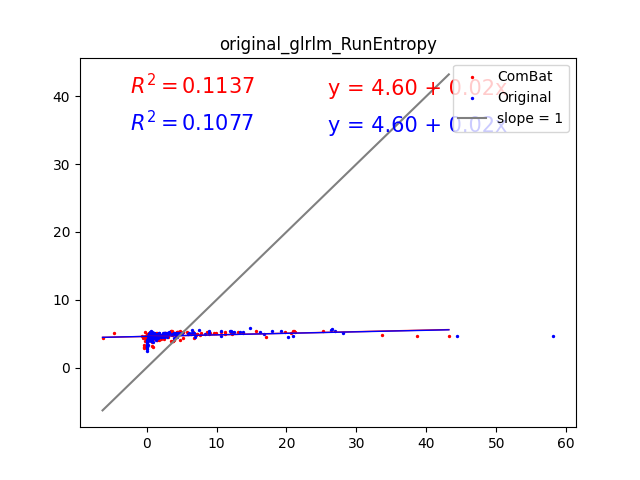 original_glrlm_RunEntropy
R² = 0.1137 y = 4.60 + 0.02x
R² = 0.1077 y = 4.60 + 0.02x
ComBat
Original
slope = 1
40
30
20
10
0
0 10 20 30 40 50 60